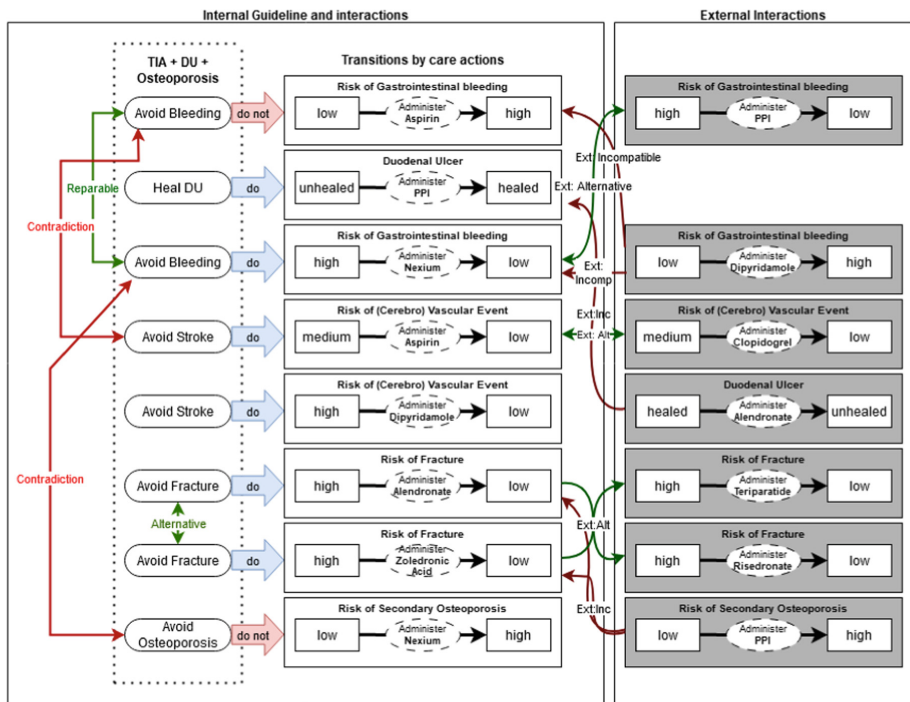 Internal Guideline and interactions
External Interactions
TIA + DU +
Osteoporosis
Transitions by care actions
Avoid Bleeding
do not
Risk of Gastrointestinal bleeding
low
Administer
Aspirin
high
Risk of Gastrointestinal bleeding
high
Administer
PPI
low
Ext: Incompatible
Reparable
Heal DU
do
Duodenal Ulcer
unhealed
Administer
PPI
healed
Ext: Alternative
Contradiction
Avoid Bleeding
do
Risk of Gastrointestinal bleeding
high
Administer
Nexium
low
Ext:
Incomp
Risk of Gastrointestinal bleeding
low
Administer
Dipyridamole
high
Avoid Stroke
do
Risk of (Cerebro) Vascular Event
medium
Administer
Aspirin
low
Ext:Inc
Ext: Alt
Risk of (Cerebro) Vascular Event
medium
Administer
Clopidogrel
low
Avoid Stroke
do
Risk of (Cerebro) Vascular Event
high
Administer
Dipyridamole
low
Duodenal Ulcer
healed
Administer
Alendronate
unhealed
Contradiction
Avoid Fracture
do
Risk of Fracture
high
Administer
Alendronate
low
Risk of Fracture
high
Administer
Teriparatide
low
Alternative
Ext:Alt
Avoid Fracture
do
Risk of Fracture
high
Administer
Zoledronic
Acid
low
Risk of Fracture
high
Administer
Risedronate
low
Ext:Inc
Avoid
Osteoporosis
do not
Risk of Secondary Osteoporosis
low
Administer
Nexium
high
Risk of Secondary Osteoporosis
low
Administer
PPI
high